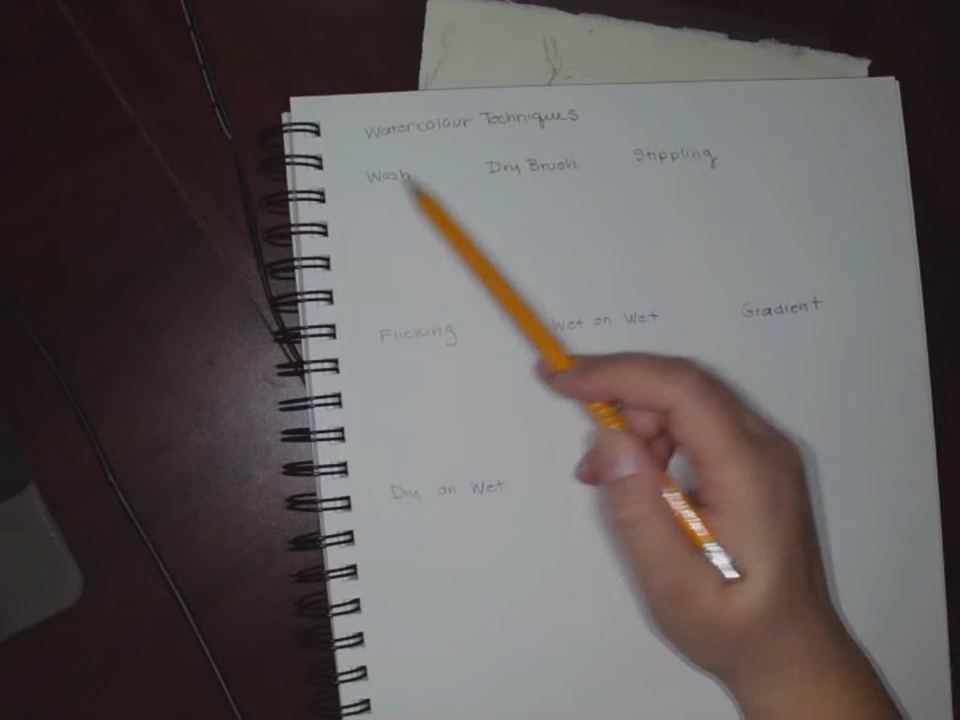 Watercolour Techniques
Wash Dry Brush Stippling
Flicking Wet on Wet Gradient
Dry on Wet